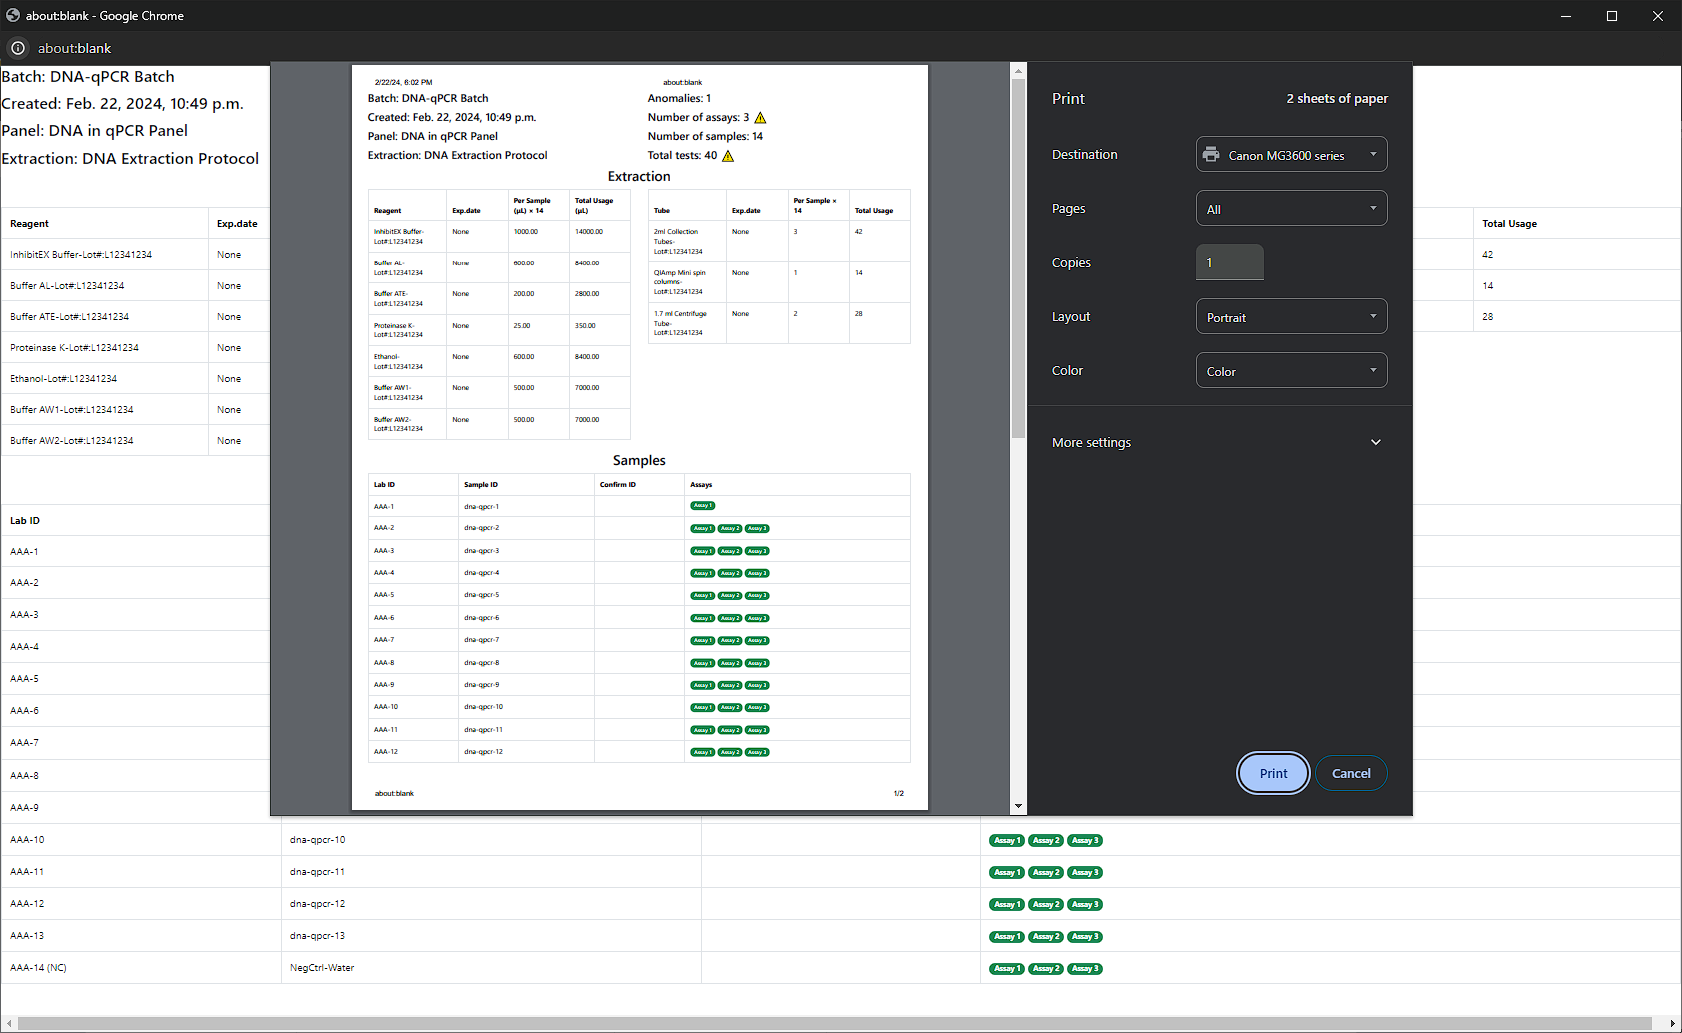 about:blank - Google Chrome
about:blank
Batch: DNA-qPCR Batch
Created: Feb. 22, 2024, 10:49 p.m.
Panel: DNA in qPCR Panel
Extraction: DNA Extraction Protocol
Reagent Exp.date
InhibitEX Buffer-Lot#:L12341234 None
Buffer AL-Lot#:L12341234 None
Buffer ATE-Lot#:L12341234 None
Proteinase K-Lot#:L12341234 None
Ethanol-Lot#:L12341234 None
Buffer AW1-Lot#:L12341234 None
Buffer AW2-Lot#:L12341234 None
Total Usage
42
14
28
Lab ID
AAA-1
AAA-2
AAA-3
AAA-4
AAA-5
AAA-6
AAA-7
AAA-8
AAA-9
AAA-10 dna-qpcr-10 Assay 1 Assay 2 Assay 3
AAA-11 dna-qpcr-11 Assay 1 Assay 2 Assay 3
AAA-12 dna-qpcr-12 Assay 1 Assay 2 Assay 3
AAA-13 dna-qpcr-13 Assay 1 Assay 2 Assay 3
AAA-14 (NC) NegCtrl-Water Assay 1 Assay 2 Assay 3
2/22/24, 6:02 PM about:blank
Batch: DNA-qPCR Batch Anomalies: 1
Created: Feb. 22, 2024, 10:49 p.m. Number of assays: 3
Panel: DNA in qPCR Panel Number of samples: 14
Extraction: DNA Extraction Protocol Total tests: 40
Extraction
Per Sample Total Usage
Reagent Exp.date (µL) × 14 (µL)
InhibitEX Buffer- None 1000.00 14000.00
Lot#:L12341234
Buffer AL- None 600.00 8400.00
Lot#:L12341234
Buffer ATE- None 200.00 2800.00
Lot#:L12341234
Proteinase K- None 25.00 350.00
Lot#:L12341234
Ethanol- None 600.00 8400.00
Lot#:L12341234
Buffer AW1- None 500.00 7000.00
Lot#:L12341234
Buffer AW2- None 500.00 7000.00
Lot#:L12341234
Per Sample ×
Tube Exp.date 14 Total Usage
2ml Collection None 3 42
Tubes-
Lot#:L12341234
QIAmp Mini spin None 1 14
columns-
Lot#:L12341234
1.7 ml Centrifuge None 2 28
Tube-
Lot#:L12341234
Samples
Lab ID Sample ID Confirm ID Assays
AAA-1 dna-qpcr-1 Assay 1
AAA-2 dna-qpcr-2 Assay 1 Assay 2 Assay 3
AAA-3 dna-qpcr-3 Assay 1 Assay 2 Assay 3
AAA-4 dna-qpcr-4 Assay 1 Assay 2 Assay 3
AAA-5 dna-qpcr-5 Assay 1 Assay 2 Assay 3
AAA-6 dna-qpcr-6 Assay 1 Assay 2 Assay 3
AAA-7 dna-qpcr-7 Assay 1 Assay 2 Assay 3
AAA-8 dna-qpcr-8 Assay 1 Assay 2 Assay 3
AAA-9 dna-qpcr-9 Assay 1 Assay 2 Assay 3
AAA-10 dna-qpcr-10 Assay 1 Assay 2 Assay 3
AAA-11 dna-qpcr-11 Assay 1 Assay 2 Assay 3
AAA-12 dna-qpcr-12 Assay 1 Assay 2 Assay 3
about:blank 1/2
Print 2 sheets of paper
Destination Canon MG3600 series
Pages All
Copies 1
Layout Portrait
Color Color
More settings
Print Cancel